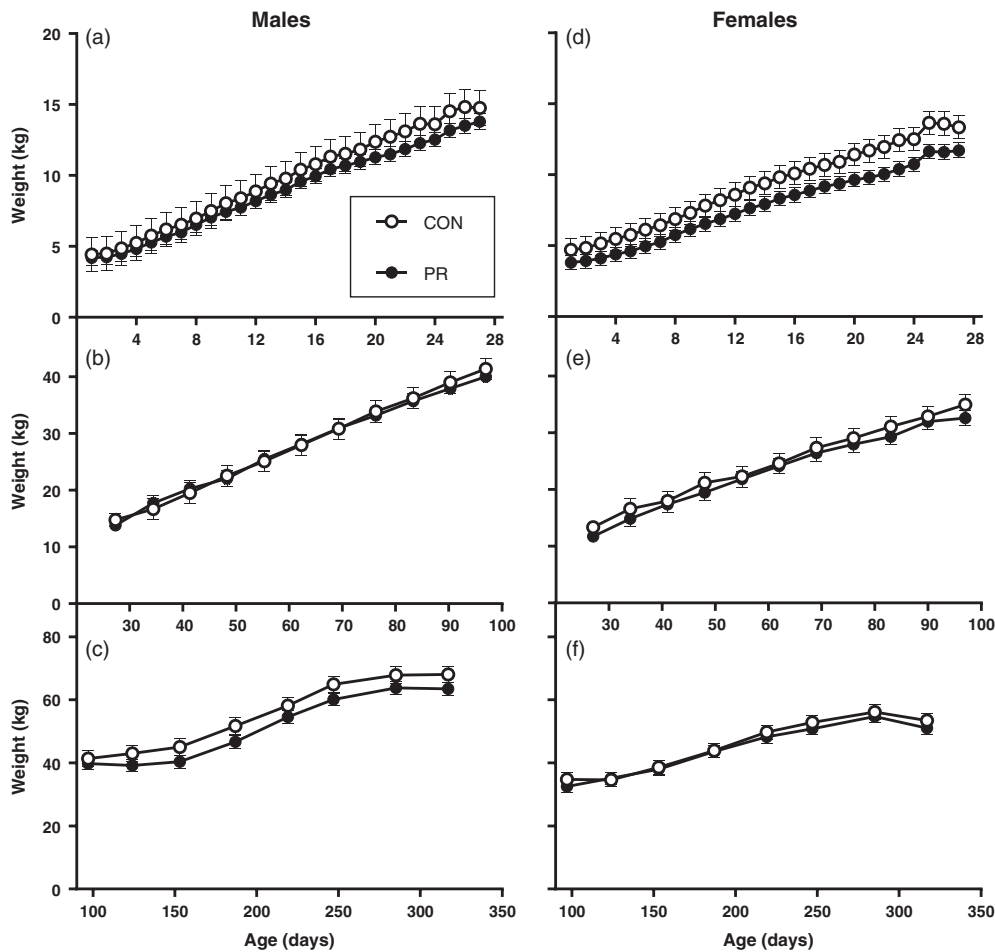 Males
Females
(a)
(d)
20
15
10
5
0
Weight (kg)
CON
PR
4 8 12 16 20 24 28
4 8 12 16 20 24 28
(b)
(e)
40
30
20
10
0
Weight (kg)
30 40 50 60 70 80 90 100
30 40 50 60 70 80 90 100
(c)
(f)
80
60
40
20
0
Weight (kg)
100 150 200 250 300 350
100 150 200 250 300 350
Age (days)
Age (days)